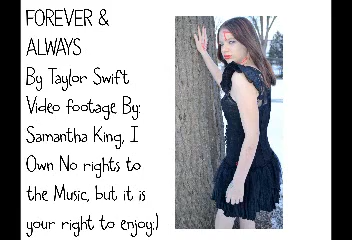 FOREVER &
ALWAYS
By Taylor Swift
Video footage By:
Samantha King, I
Own No rights to
the Music, but it is
your right to enjoy:)